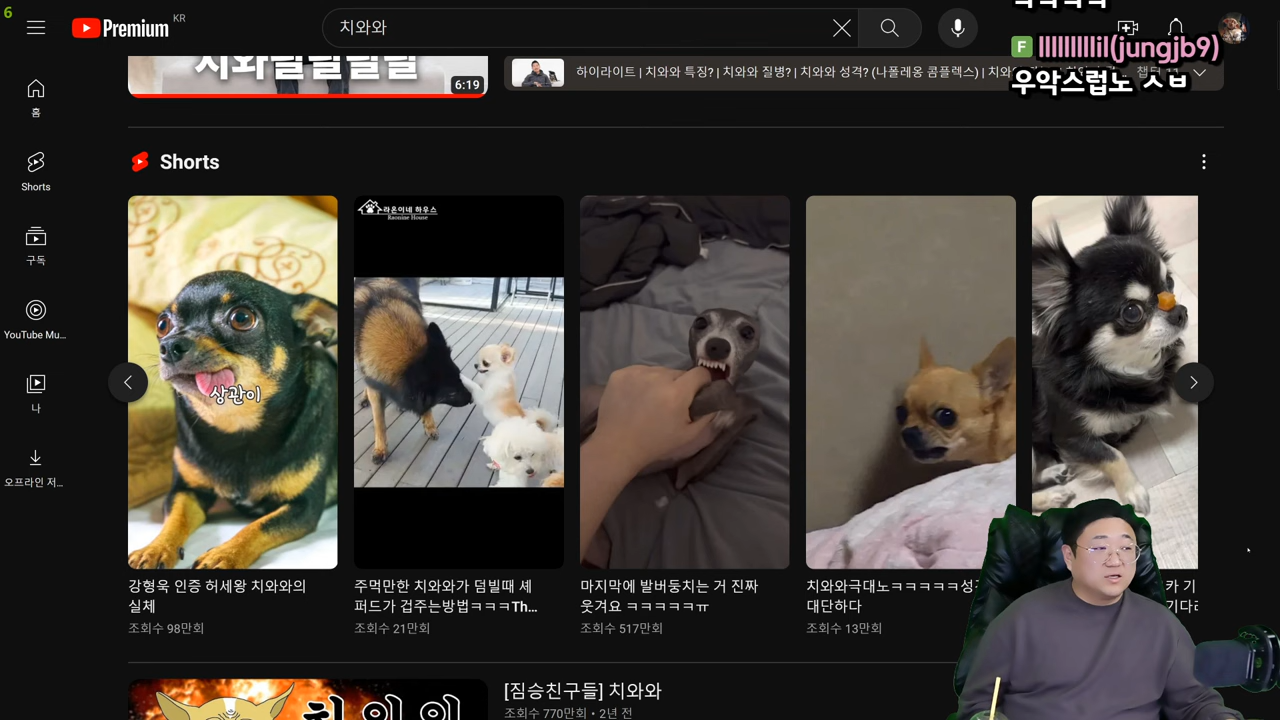 6
Premium KR
치와와
lllllllllil(jungjb9)
우악스럽노 ㅅㅂ
6:19
하이라이트 | 치와와 특징? | 치와와 질병? | 치와와 성격? (나폴레옹 콤플렉스) | 치와
홈
Shorts
구독
YouTube Mu...
나
오프라인 저...
Shorts
상관이
라온이네 하우스
Raonine House
강형욱 인증 허세왕 치와와의
실체
조회수 98만회
주먹만한 치와와가 덤빌때 셰
퍼드가 겁주는방법ㅋㅋㅋTh...
조회수 21만회
마지막에 발버둥치는 거 진짜
웃겨요 ㅋㅋㅋㅋㅋㅠ
조회수 517만회
치와와극대노ㅋㅋㅋㅋㅋ성
대단하다
조회수 13만회
카 기
기다
치와와
[짐승친구들] 치와와
조회수 770만회 • 2년 전